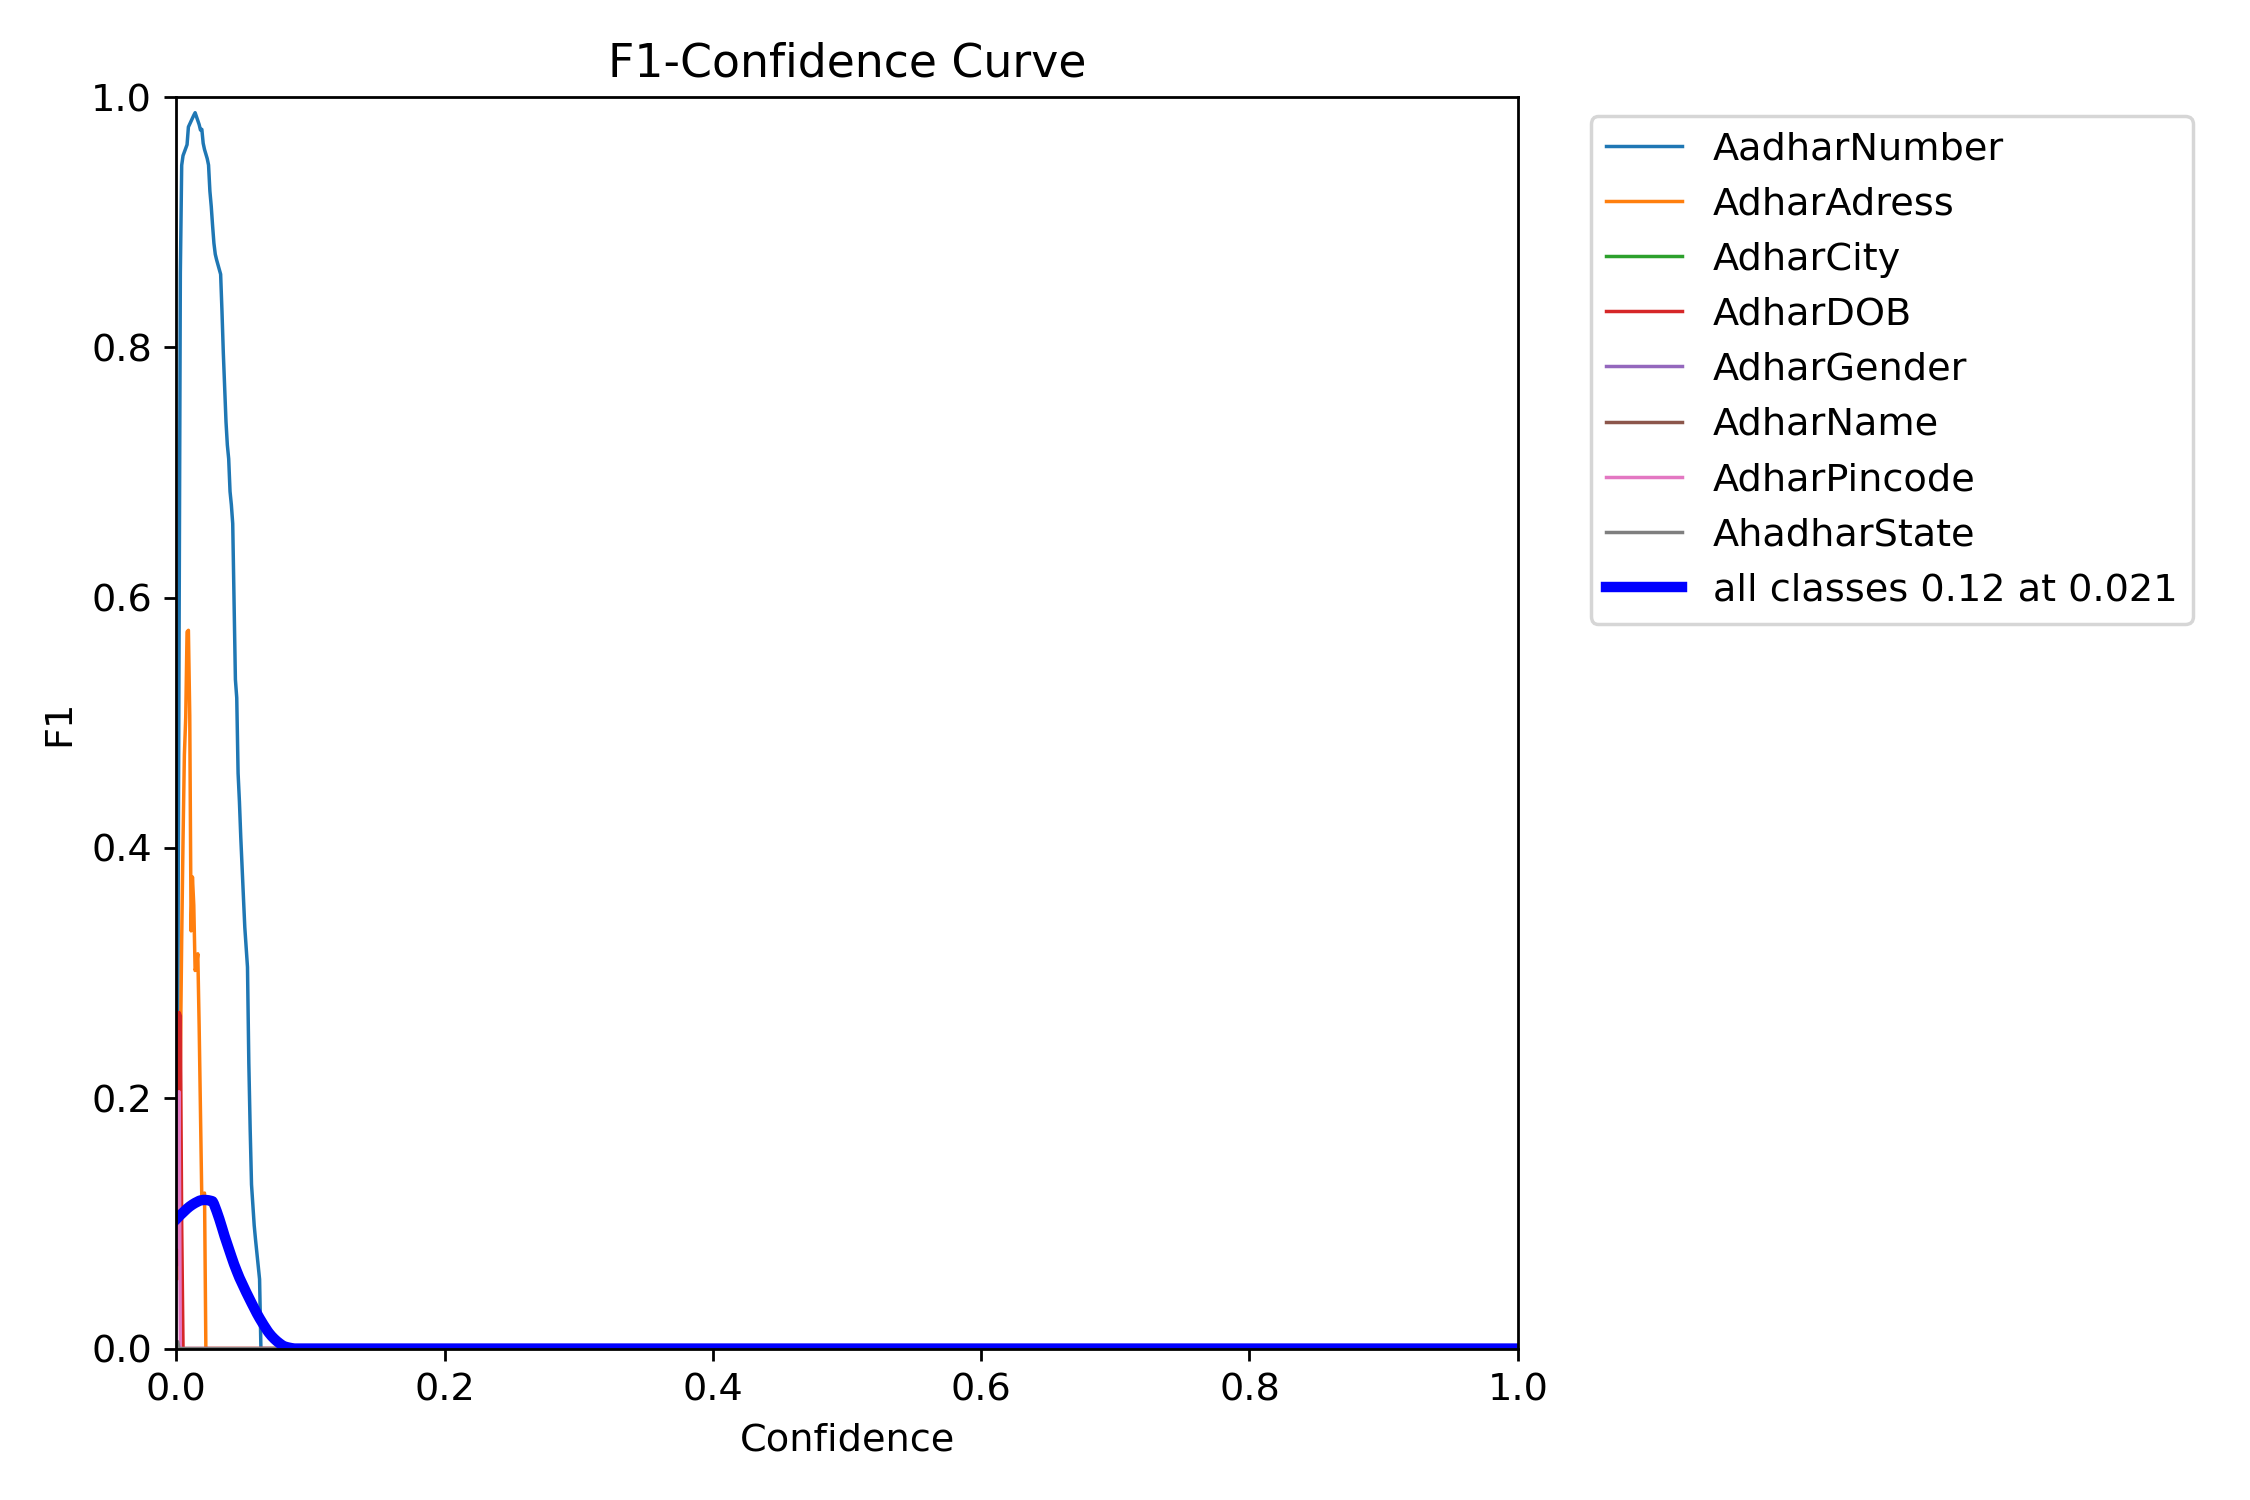 F1-Confidence Curve
1.0
0.8
0.6
0.4
0.2
0.0
F1
0.0 0.2 0.4 0.6 0.8 1.0
Confidence
AadharNumber
AdharAdress
AdharCity
AdharDOB
AdharGender
AdharName
AdharPincode
AhadharState
all classes 0.12 at 0.021